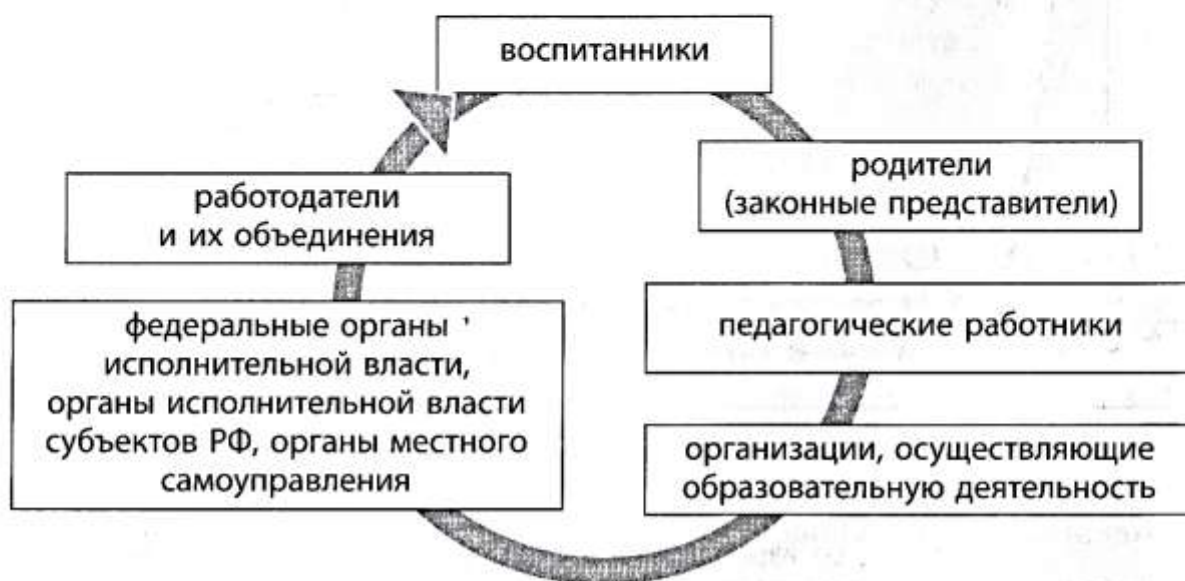 воспитанники
родители
(законные представители)
педагогические работники
организации, осуществляющие
образовательную деятельность
федеральные органы
исполнительной власти,
органы исполнительной власти
субъектов РФ, органы местного
самоуправления
работодатели
и их объединения